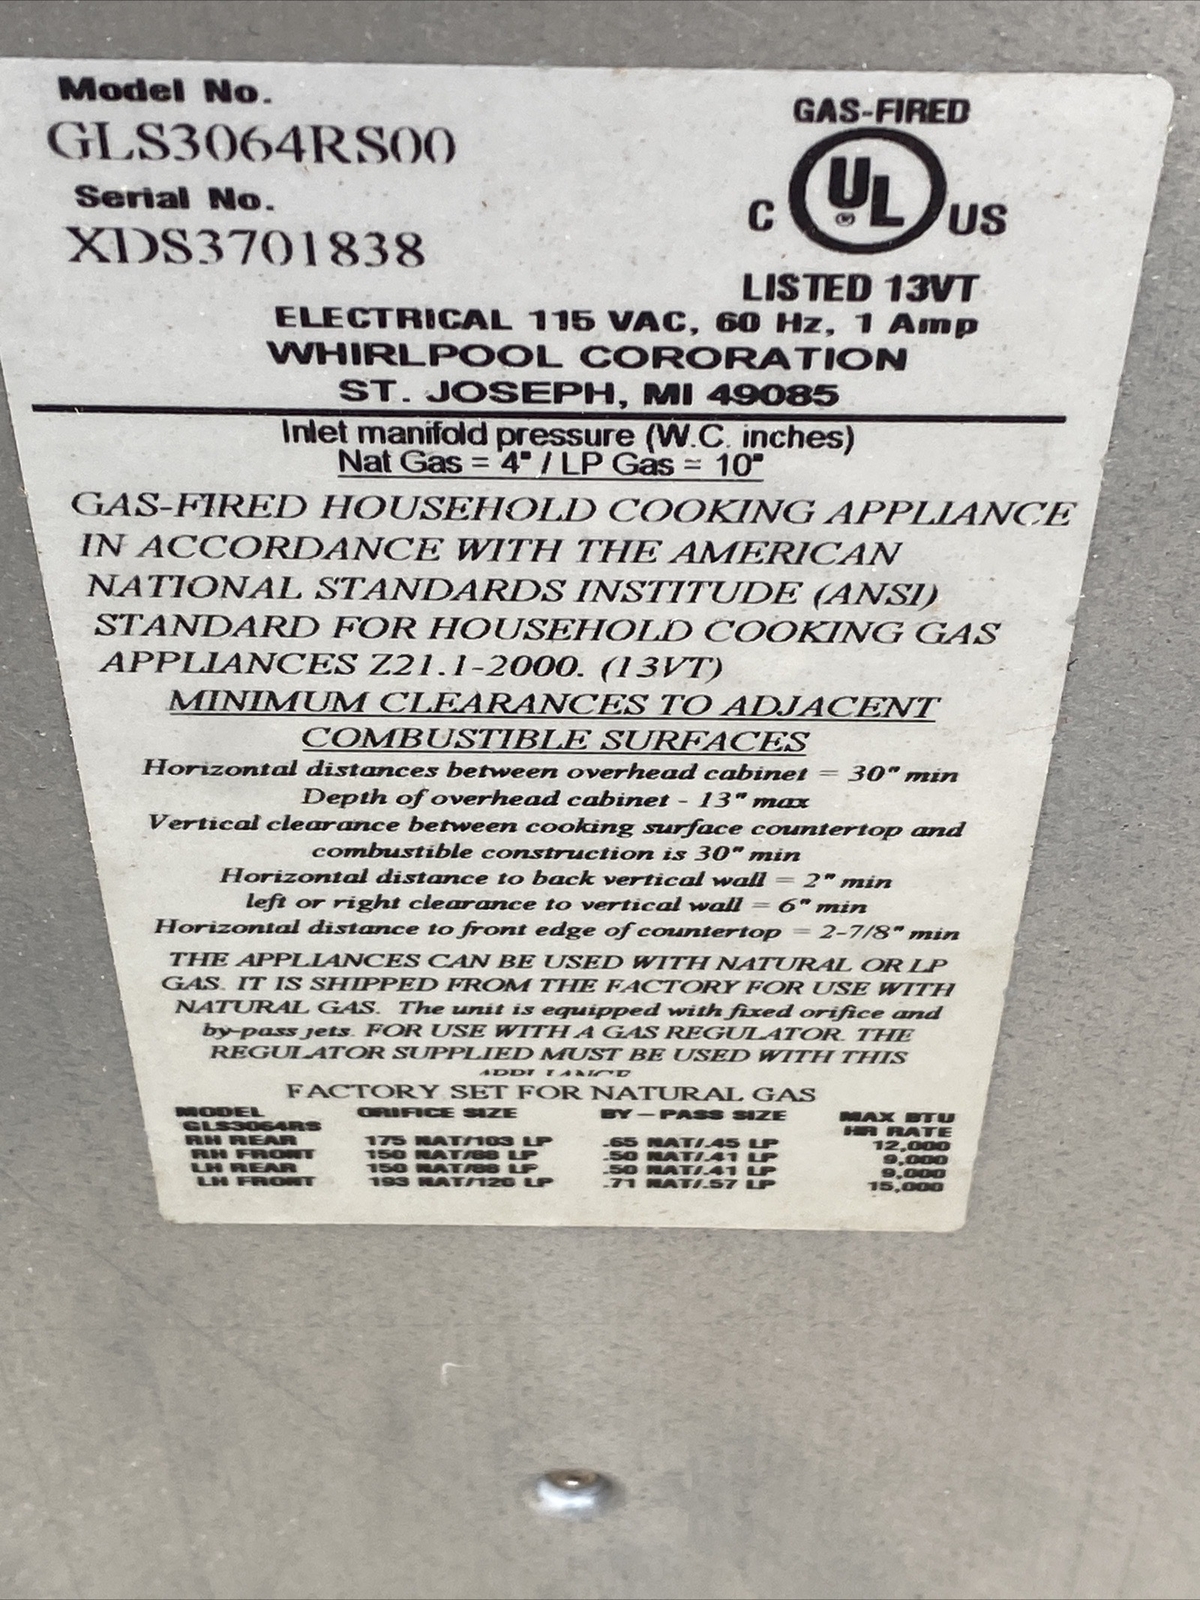 Model No.
GLS3064RS00
Serial No.
XDS3701838
GAS-FIRED
C UL ® US
LISTED 13VT
ELECTRICAL 115 VAC, 60 Hz, 1 Amp
WHIRLPOOL CORORATION
ST. JOSEPH, MI 49085
Inlet manifold pressure (W.C. inches)
Nat Gas = 4" / LP Gas = 10"
GAS-FIRED HOUSEHOLD COOKING APPLIANCE
IN ACCORDANCE WITH THE AMERICAN
NATIONAL STANDARDS INSTITUDE (ANSI)
STANDARD FOR HOUSEHOLD COOKING GAS
APPLIANCES Z21.1-2000. (13VT)
MINIMUM CLEARANCES TO ADJACENT
COMBUSTIBLE SURFACES
Horizontal distances between overhead cabinet = 30" min
Depth of overhead cabinet - 13" max
Vertical clearance between cooking surface countertop and
combustible construction is 30" min
Horizontal distance to back vertical wall = 2" min
left or right clearance to vertical wall = 6" min
Horizontal distance to front edge of countertop = 2-7/8" min
THE APPLIANCES CAN BE USED WITH NATURAL OR LP
GAS. IT IS SHIPPED FROM THE FACTORY FOR USE WITH
NATURAL GAS. The unit is equipped with fixed orifice and
by-pass jets. FOR USE WITH A GAS REGULATOR. THE
REGULATOR SUPPLIED MUST BE USED WITH THIS
APPLIANCE
FACTORY SET FOR NATURAL GAS
MODEL ORIFICE SIZE BY – PASS SIZE MAX BTU
GLS3064RS HR RATE
RH REAR 175 NAT/103 LP .65 NAT/.45 LP 12,000
RH FRONT 150 NAT/88 LP .50 NAT/.41 LP 9,000
LH REAR 150 NAT/88 LP .50 NAT/.41 LP 9,000
LH FRONT 193 NAT/120 LP .71 NAT/.57 LP 15,000